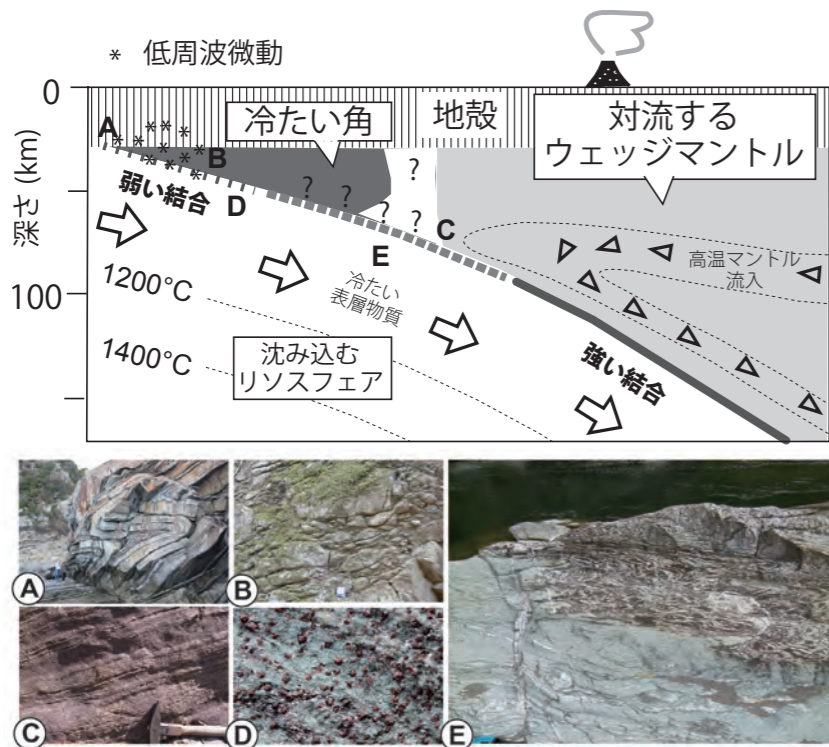 * 低周波微動
0
100
深さ (km)
A
B
D
E
C
冷たい角
地殻
対流する
ウェッジマントル
弱い結合
?
?
?
?
?
?
高温マントル
流入
1200°C
1400°C
冷たい
表層物質
沈み込む
リソスフェア
強い結合
A
B
C
D
E